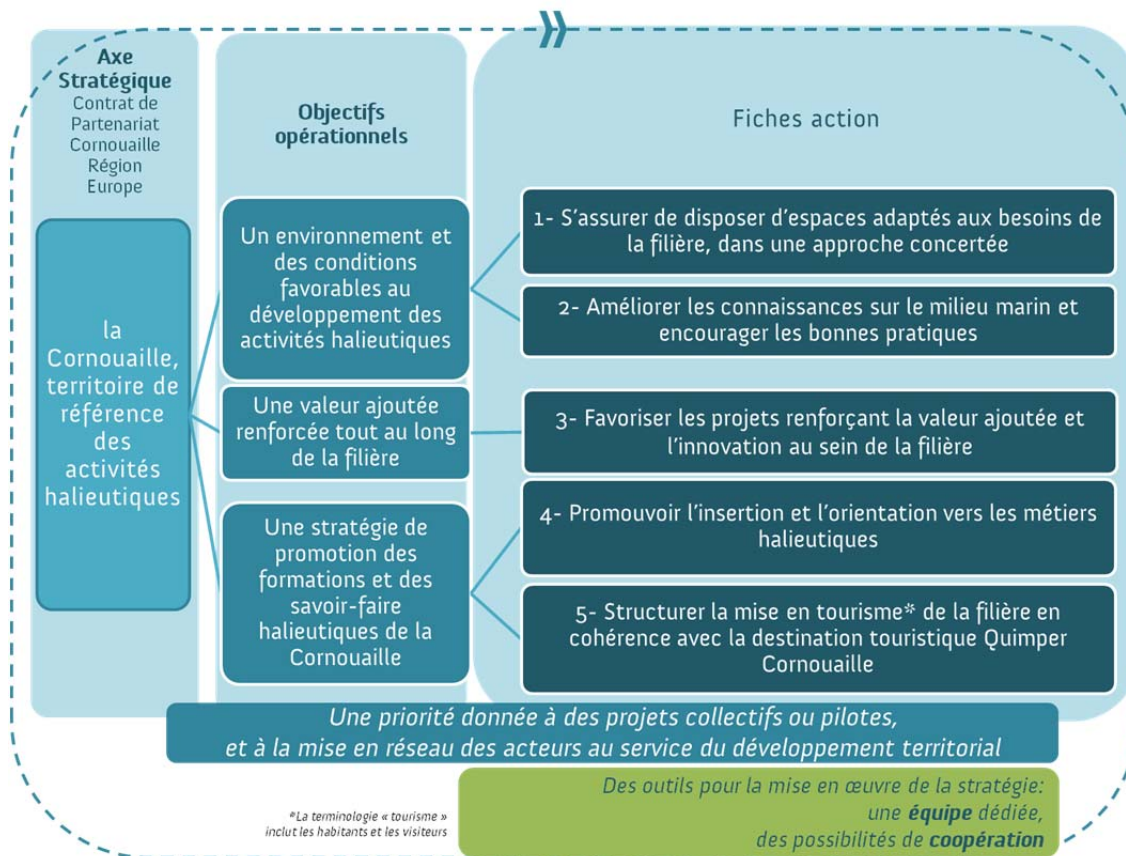 Axe
Stratégique
Contrat de
Partenariat
Cornouaille
Région
Europe
la
Cornouaille,
territoire de
référence
des
activités
halieutiques
Objectifs
opérationnels
Un environnement et
des conditions
favorables au
développement des
activités halieutiques
Une valeur ajoutée
renforcée tout au long
de la filière
Une stratégie de
promotion des
formations et des
savoir-faire
halieutiques de la
Cornouaille
Fiches action
1- S'assurer de disposer d'espaces adaptés aux besoins de
la filière, dans une approche concertée
2- Améliorer les connaissances sur le milieu marin et
encourager les bonnes pratiques
3- Favoriser les projets renforçant la valeur ajoutée et
l'innovation au sein de la filière
4- Promouvoir l'insertion et l'orientation vers les métiers
halieutiques
5- Structurer la mise en tourisme* de la filière en
cohérence avec la destination touristique Quimper
Cornouaille
Une priorité donnée à des projets collectifs ou pilotes,
et à la mise en réseau des acteurs au service du développement territorial
Des outils pour la mise en œuvre de la stratégie:
une équipe dédiée,
des possibilités de coopération
*La terminologie « tourisme »
inclut les habitants et les visiteurs